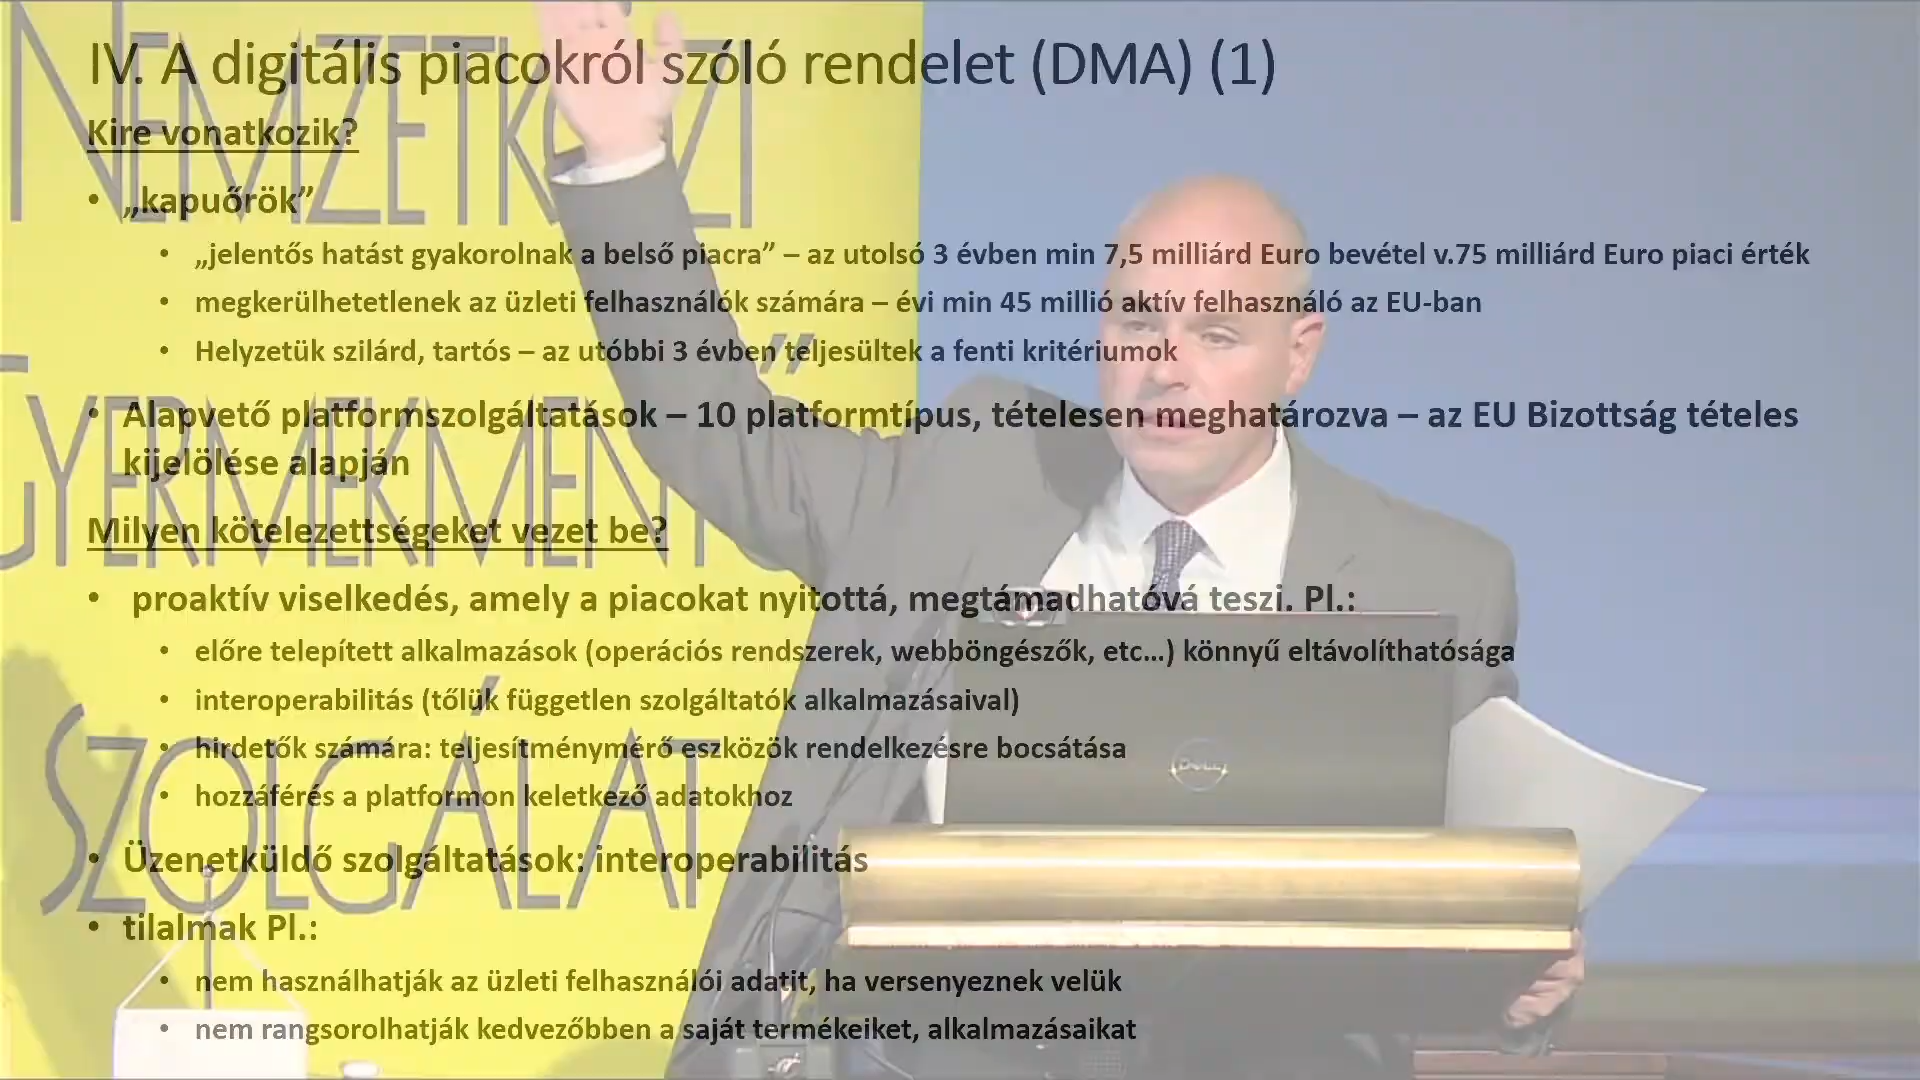 IV. A digitális piacokról szóló rendelet (DMA) (1)
Kire vonatkozik?
• „kapuőrök”
• „jelentős hatást gyakorolnak a belső piacra” – az utolsó 3 évben min 7,5 milliárd Euro bevétel v.75 milliárd Euro piaci érték
• megkerülhetetlenek az üzleti felhasználók számára – évi min 45 millió aktív felhasználó az EU-ban
• Helyzetük szilárd, tartós – az utóbbi 3 évben teljesültek a fenti kritériumok
• Alapvető platformszolgáltatások – 10 platformtípus, tételesen meghatározva – az EU Bizottság tételes
kijelölése alapján
Milyen kötelezettségeket vezet be?
• proaktív viselkedés, amely a piacokat nyitottá, megtámadhatóvá teszi. Pl.:
• előre telepített alkalmazások (operációs rendszerek, webböngészők, etc…) könnyű eltávolíthatósága
• interoperabilitás (tőlük független szolgáltatók alkalmazásaival)
• hirdetők számára: teljesítménymérő eszközök rendelkezésre bocsátása
• hozzáférés a platformon keletkező adatokhoz
• Üzenetküldő szolgáltatások: interoperabilitás
• tilalmak Pl.:
• nem használhatják az üzleti felhasználói adatit, ha versenyeznek velük
• nem rangsorolhatják kedvezőbben a saját termékeiket, alkalmazásaikat
NEMZETKÖZI
GYERMEKMENTŐ
SZOLGÁLAT
DELL